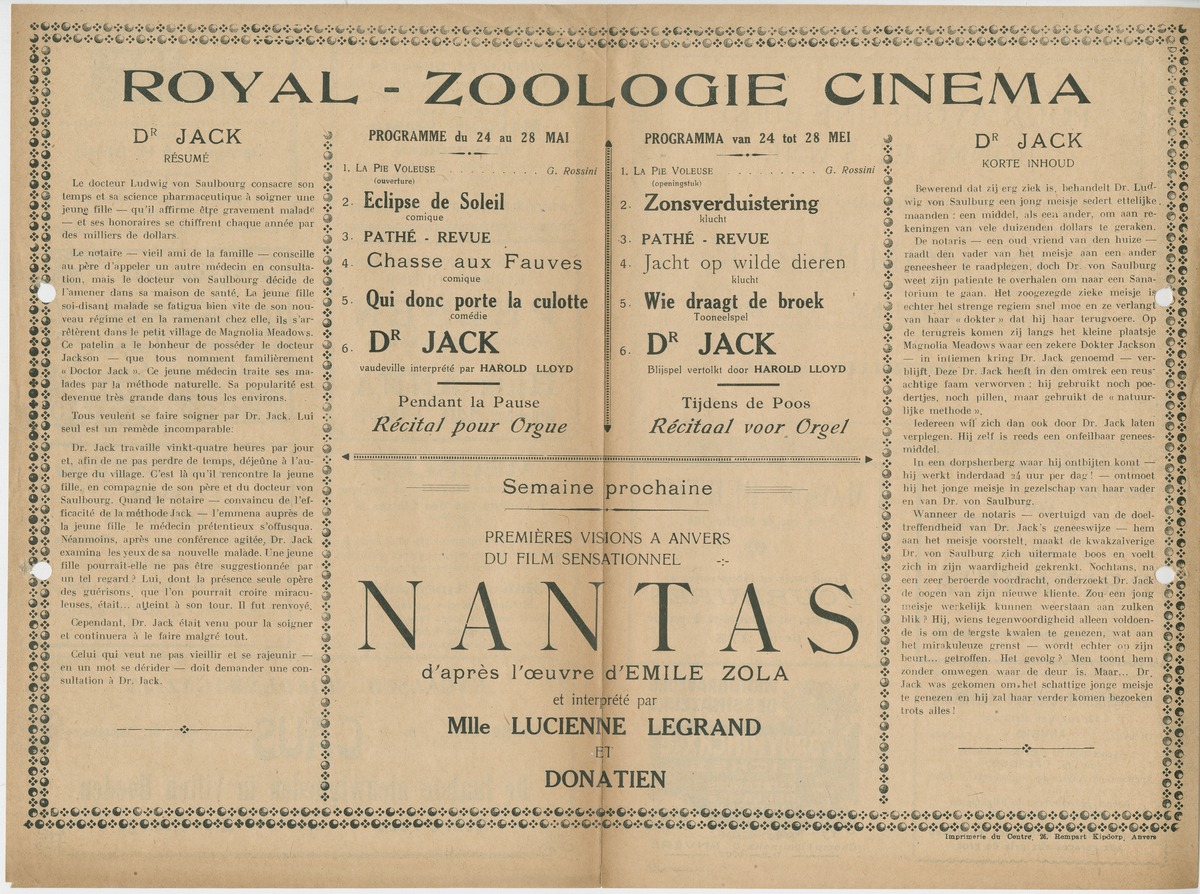 ROYAL - ZOOLOGIE CINEMA
DR JACK
RÉSUMÉ
Le docteur Ludwig von Saulbourg consacre son
temps et sa science pharmaceutique à soigner une
jeune fille — qu'il affirme être gravement malade
— et ses honoraires se chiffrent chaque année par
des milliers de dollars.
Le notaire — vieil ami de la famille — conseille
au père d'appeler un autre médecin en consulta-
tion, mais le docteur von Saulbourg décide de
l'amener dans sa maison de santé. La jeune fille
soi-disant malade se fatigua bien vite de son nou-
veau régime et en la ramenant chez elle, ils s'ar-
rêtèrent dans le petit village de Magnolia Meadows.
Ce patelin a le bonheur de posséder le docteur
Jackson — que tous nomment familièrement
« Doctor Jack ». Ce jeune médecin traite ses ma-
lades par la méthode naturelle. Sa popularité est
devenue très grande dans tous les environs.
Tous veulent se faire soigner par Dr. Jack. Lui
seul est un remède incomparable:
Dr. Jack travaille vinkt-quatre heures par jour
et, afin de ne pas perdre de temps, déjeûne à l'au-
berge du village. C'est là qu'il rencontre la jeune
fille, en compagnie de son père et du docteur von
Saulbourg. Quand le notaire — convaincu de l'ef-
ficacité de la méthode Jack — l'emmena auprès de
la jeune fille, le médecin prétentieux s'offusqua.
Néanmoins, après une conférence agitée, Dr. Jack
examina les yeux de sa nouvelle malade. Une jeune
fille pourrait-elle ne pas être suggestionnée par
un tel regard? Lui, dont la présence seule opère
des guérisons, que l'on pourrait croire miracu-
leuses, était... atteint à son tour. Il fut renvoyé.
Cependant, Dr. Jack était venu pour la soigner
et continuera à le faire malgré tout.
Celui qui veut ne pas vieillir et se rajeunir —
en un mot se dérider — doit demander une con-
sultation à Dr. Jack.
PROGRAMME du 24 au 28 MAI
1. LA PIE VOLEUSE . . . . . . . . . G. Rossini
(ouverture)
2. Eclipse de Soleil
comique
3. PATHÉ - REVUE
4. Chasse aux Fauves
comique
5. Qui donc porte la culotte
comédie
6. DR JACK
vaudeville interprété par HAROLD LLOYD
Pendant la Pause
Récital pour Orgue
PROGRAMMA van 24 tot 28 MEI
1. LA PIE VOLEUSE . . . . . . . . . G. Rossini
(openingstuk)
2. Zonsverduistering
klucht
3. PATHÉ - REVUE
4. Jacht op wilde dieren
klucht
5. Wie draagt de broek
Tooneelspel
6. DR JACK
Blijspel vertolkt door HAROLD LLOYD
Tijdens de Poos
Récitaal voor Orgel
Semaine prochaine
PREMIÈRES VISIONS A ANVERS
DU FILM SENSATIONNEL -:-
NANTAS
d'après l'œuvre d'EMILE ZOLA
et interprété par
Mlle LUCIENNE LEGRAND
ET
DONATIEN
DR JACK
KORTE INHOUD
Bewerend dat zij erg ziek is, behandelt Dr. Lud-
wig von Saulburg een jong meisje sedert ettelijke
maanden : een middel, als een ander, om aan re-
keningen van vele duizenden dollars te geraken.
De notaris — een oud vriend van den huize —
raadt den vader van het meisje aan een ander
geneesheer te raadplegen, doch Dr. von Saulburg
weet zijn patiente te overhalen om naar een Sana-
torium te gaan. Het zoogezegde zieke meisje is
echter het strenge regiem snel moe en ze verlangt
van haar « dokter » dat hij haar terugvoere. Op
de terugreis komen zij langs het kleine plaatsje
Magnolia Meadows waar een zekere Dokter Jackson
— in intiemen kring Dr. Jack genoemd — ver-
blijft. Deze Dr. Jack heeft in den omtrek een reus-
achtige faam verworven : hij gebruikt noch poe-
dertjes, noch pillen, maar gebruikt de « natuur-
lijke methode ».
Iedereen wil zich dan ook door Dr. Jack laten
verplegen. Hij zelf is reeds een onfeilbaar genees-
middel.
In een dorpsherberg waar hij ontbijten komt —
hij werkt inderdaad 24 uur per dag! — ontmoet
hij het jonge meisje in gezelschap van haar vader
en van Dr. von Saulburg.
Wanneer de notaris — overtuigd van de doel-
treffendheid van Dr. Jack's geneeswijze — hem
aan het meisje voorstelt, maakt de kwakzalverige
Dr. von Saulburg zich uitermate boos en voelt
zich in zijn waardigheid gekrenkt. Nochtans, na
een zeer beroerde voordracht, onderzoekt Dr. Jack
de oogen van zijn nieuwe kliente. Zou een jong
meisje werkelijk kunnen weerstaan aan zulken
blik? Hij, wiens tegenwoordigheid alleen voldoen-
de is om de ergste kwalen te genezen, wat aan
het mirakuleuze grenst — wordt echter op zijn
beurt... getroffen. Het gevolg? Men toont hem
zonder omwegen waar de deur is. Maar... Dr.
Jack was gekomen om het schattige jonge meisje
te genezen en hij zal haar verder komen bezoeken
trots alles!
Imprimerie du Centre, 26, Rempart Kipdorp, Anvers